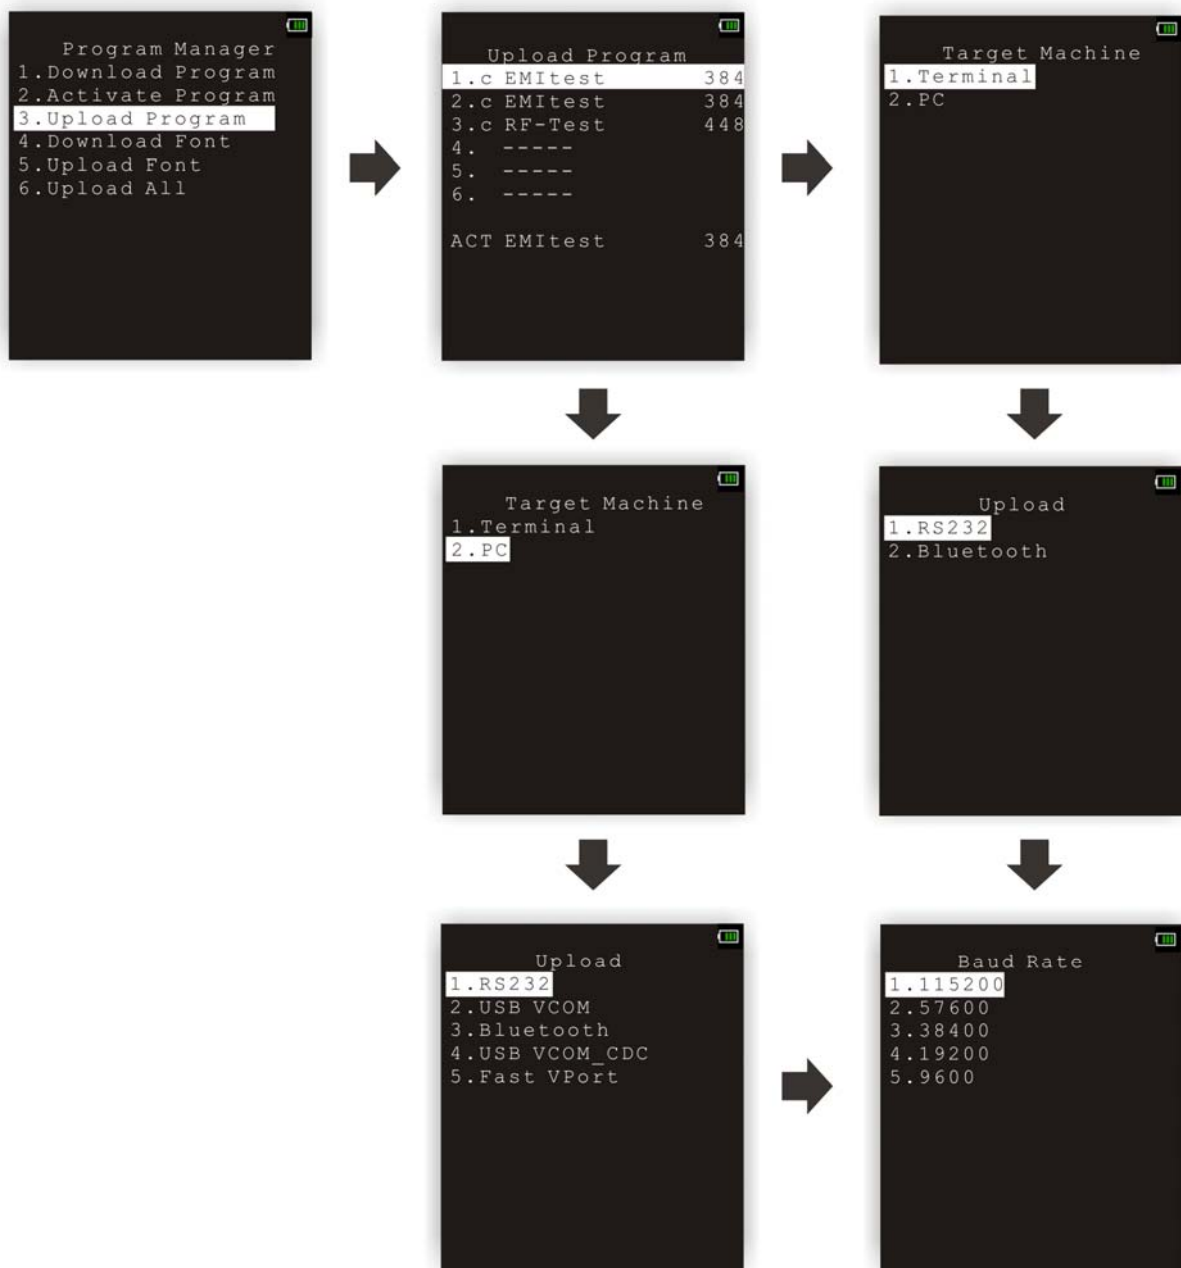 Program Manager
1.Download Program
2.Activate Program
3.Upload Program
4.Download Font
5.Upload Font
6.Upload All
Upload Program
1.c EMItest 384
2.c EMItest 384
3.c RF-Test 448
4. -----
5. -----
6. -----
ACT EMItest 384
Target Machine
1.Terminal
2.PC
Target Machine
1.Terminal
2.PC
Upload
1.RS232
2.Bluetooth
Upload
1.RS232
2.USB VCOM
3.Bluetooth
4.USB VCOM_CDC
5.Fast VPort
Baud Rate
1.115200
2.57600
3.38400
4.19200
5.9600